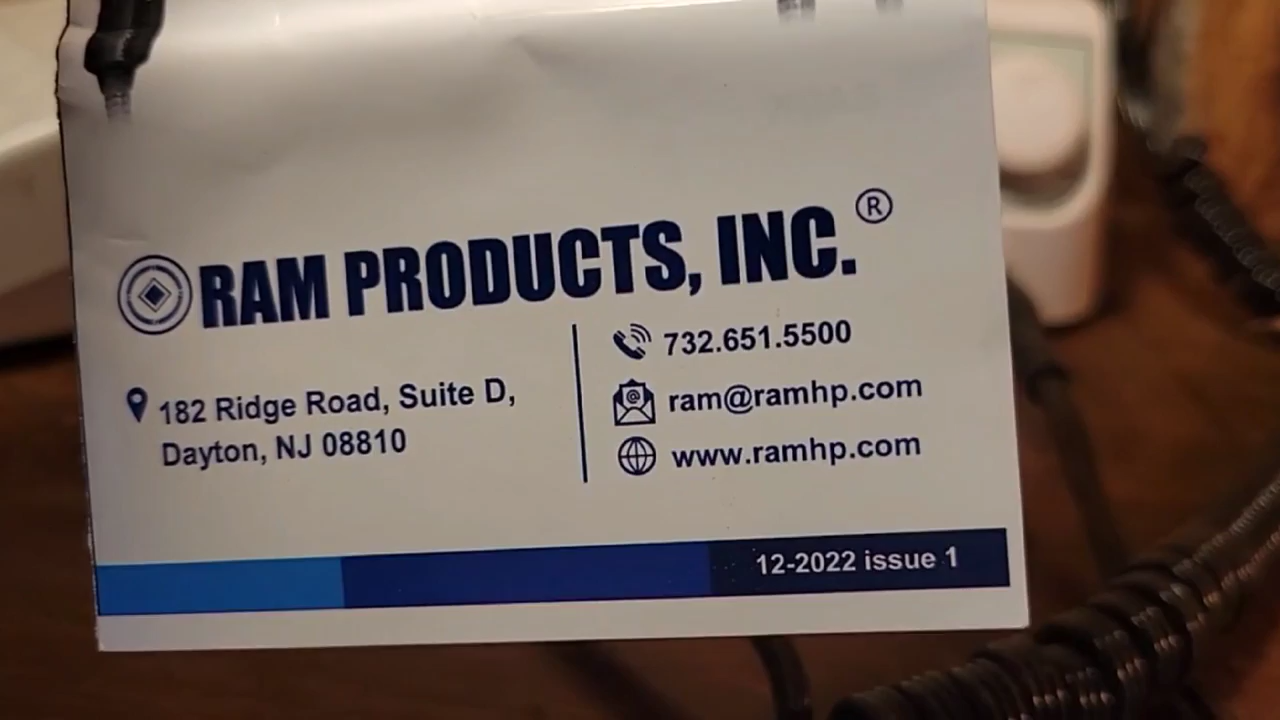 RAM PRODUCTS, INC.®
182 Ridge Road, Suite D,
Dayton, NJ 08810
732.651.5500
ram@ramhp.com
www.ramhp.com
12-2022 issue 1